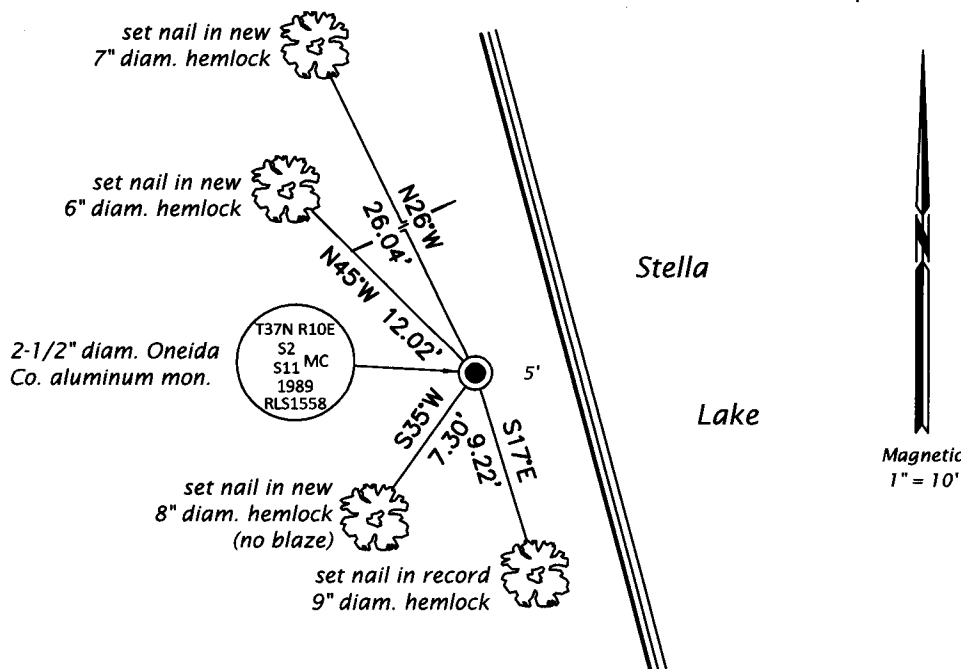 set nail in new
7" diam. hemlock
set nail in new
6" diam. hemlock
N26°W
26.04'
N45°W 12.02'
Stella
2-1/2" diam. Oneida
Co. aluminum mon.
T37N R10E
S2
S11 MC
1989
RLS1558
5'
Lake
S35°W
7.30'
S17°E
9.22'
N
Magnetic
1" = 10'
set nail in new
8" diam. hemlock
(no blaze)
set nail in record
9" diam. hemlock